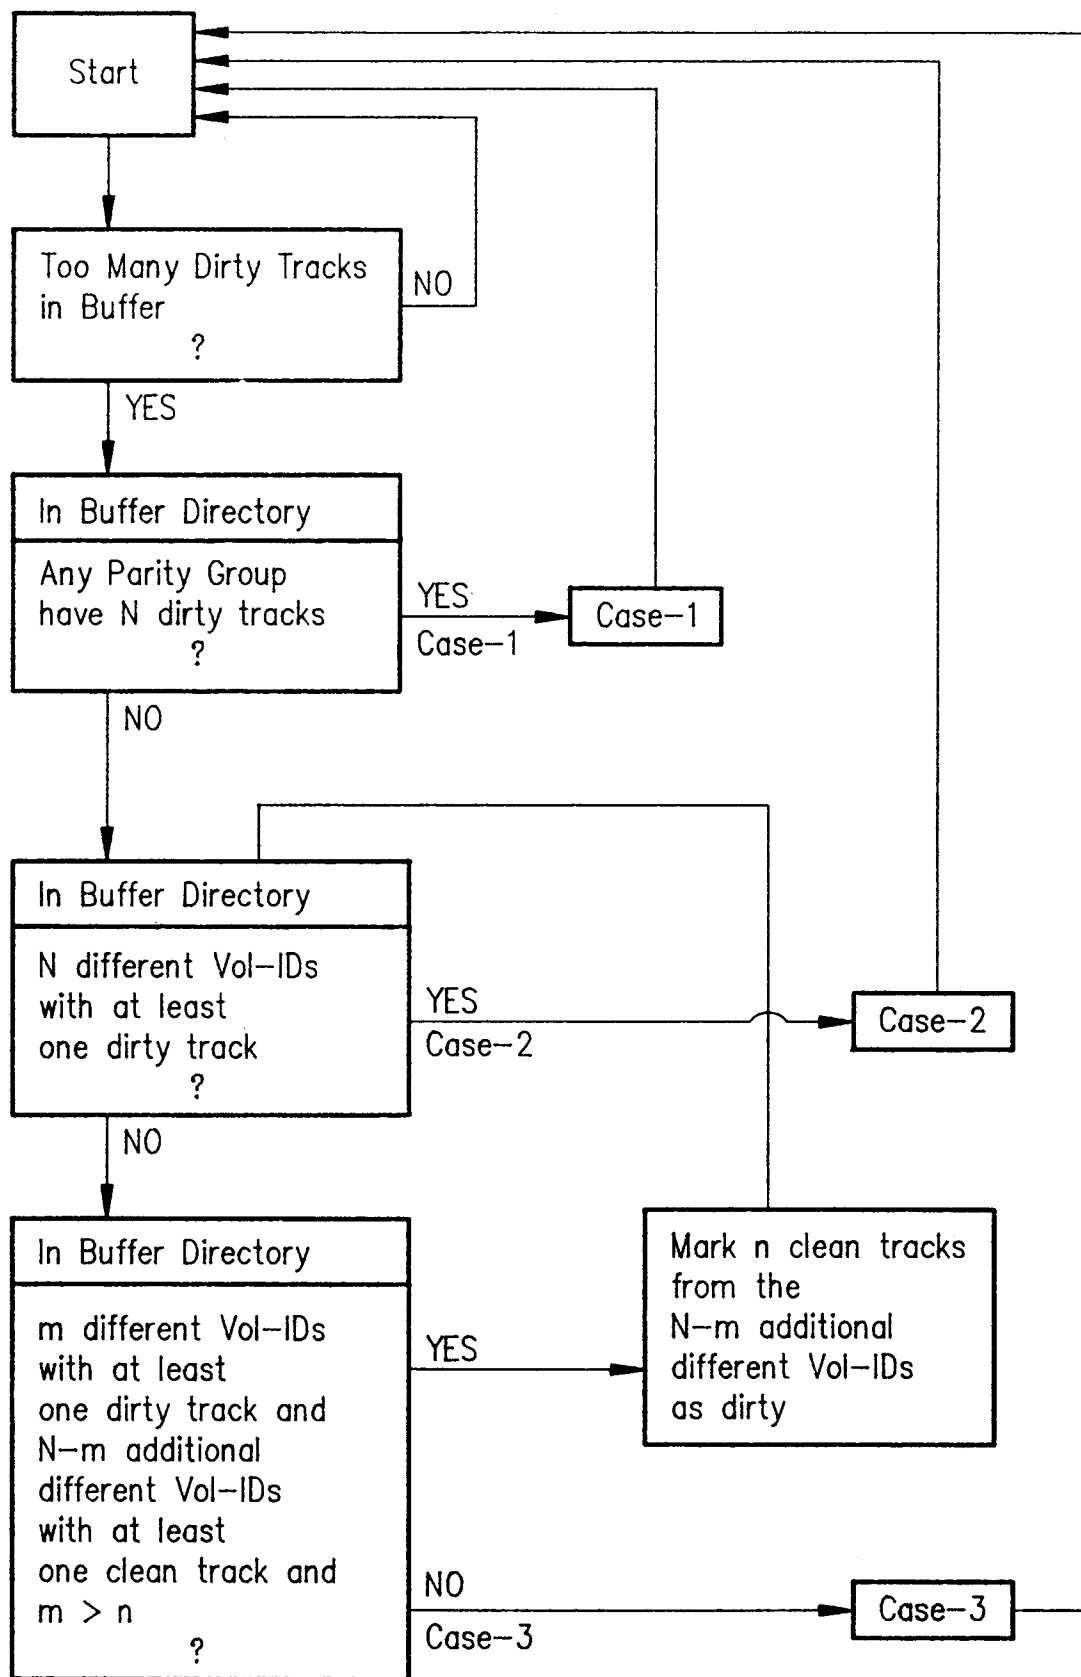 Start
Too Many Dirty Tracks
in Buffer
?
NO
YES
In Buffer Directory
Any Parity Group
have N dirty tracks
?
YES
Case-1
Case-1
NO
In Buffer Directory
N different Vol-IDs
with at least
one dirty track
?
YES
Case-2
Case-2
NO
In Buffer Directory
m different Vol-IDs
with at least
one dirty track and
N-m additional
different Vol-IDs
with at least
one clean track and
m > n
?
YES
Mark n clean tracks
from the
N-m additional
different Vol-IDs
as dirty
NO
Case-3
Case-3